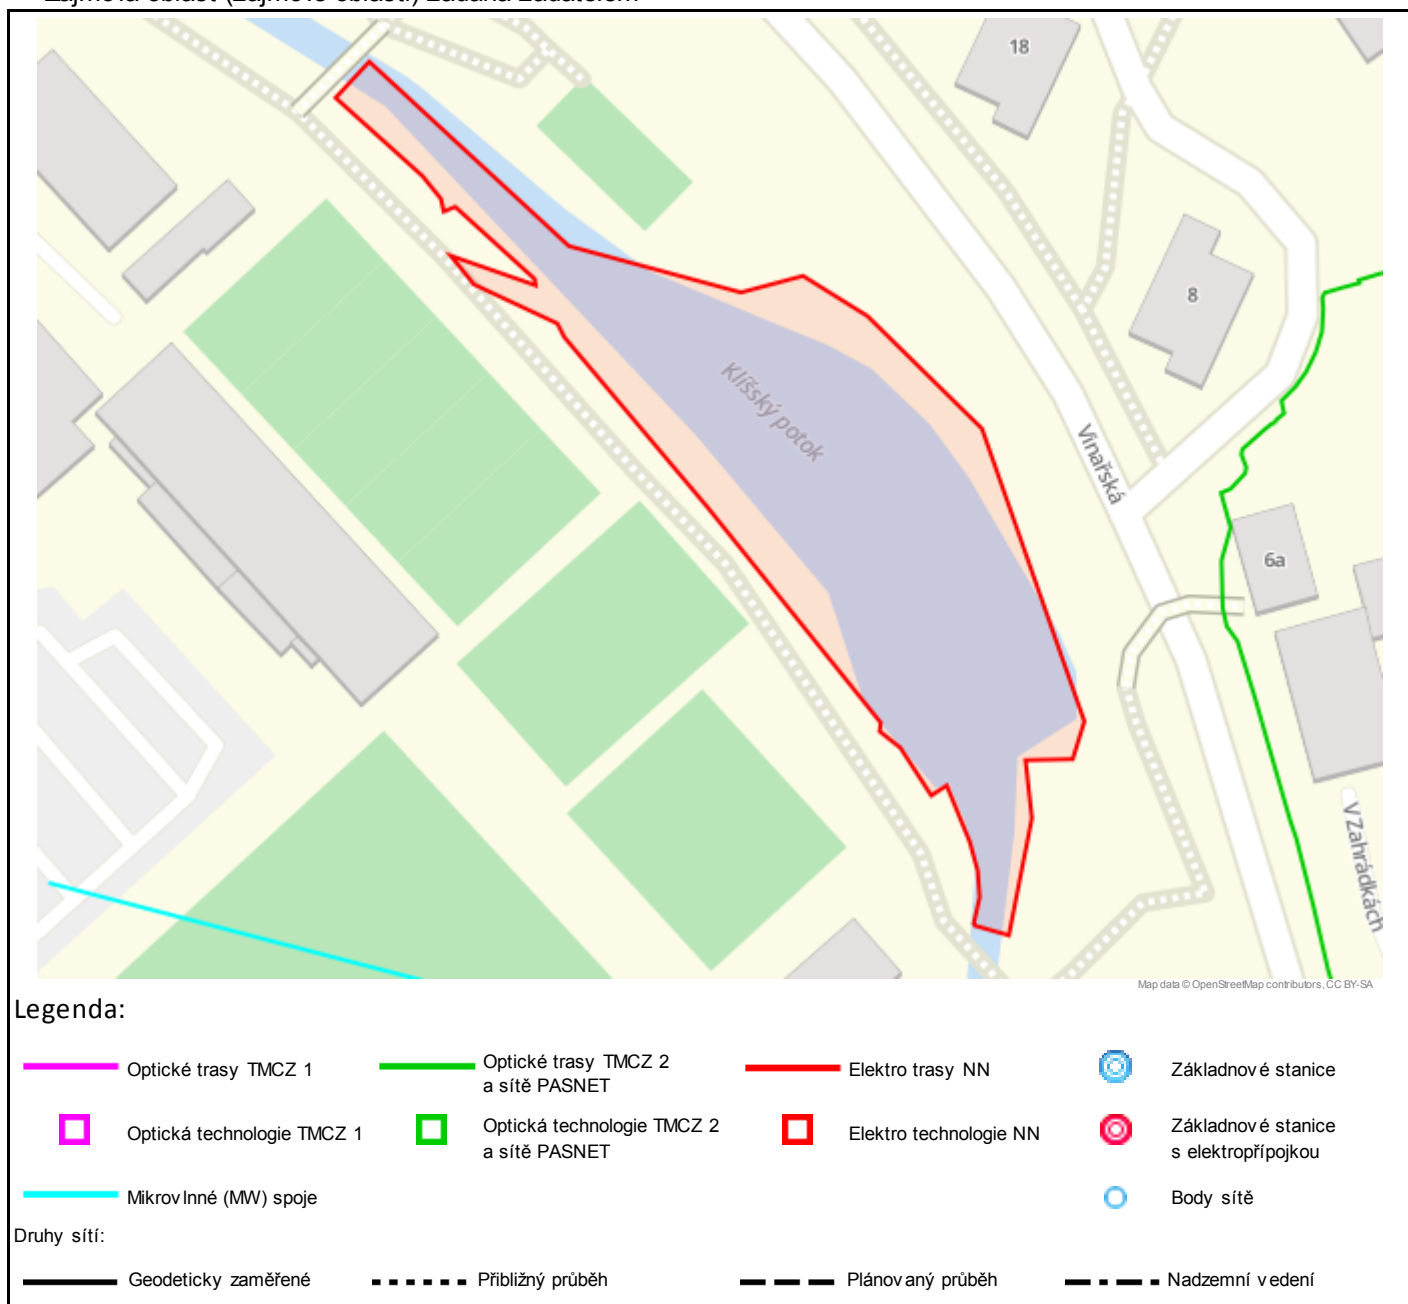 18
8
Klíšský potok
Vinařská
6a
V Zahrádkách
Map data © OpenStreetMap contributors, CC BY-SA
Legenda:
Optické trasy TMCZ 1
Optické trasy TMCZ 2
a sítě PASNET
Elektro trasy NN
Základnové stanice
Optická technologie TMCZ 1
Optická technologie TMCZ 2
a sítě PASNET
Elektro technologie NN
Základnové stanice
s elektropřípojkou
Mikrovlnné (MW) spoje
Body sítě
Druhy sítí:
Geodeticky zaměřené
Přibližný průběh
Plánovaný průběh
Nadzemní vedení